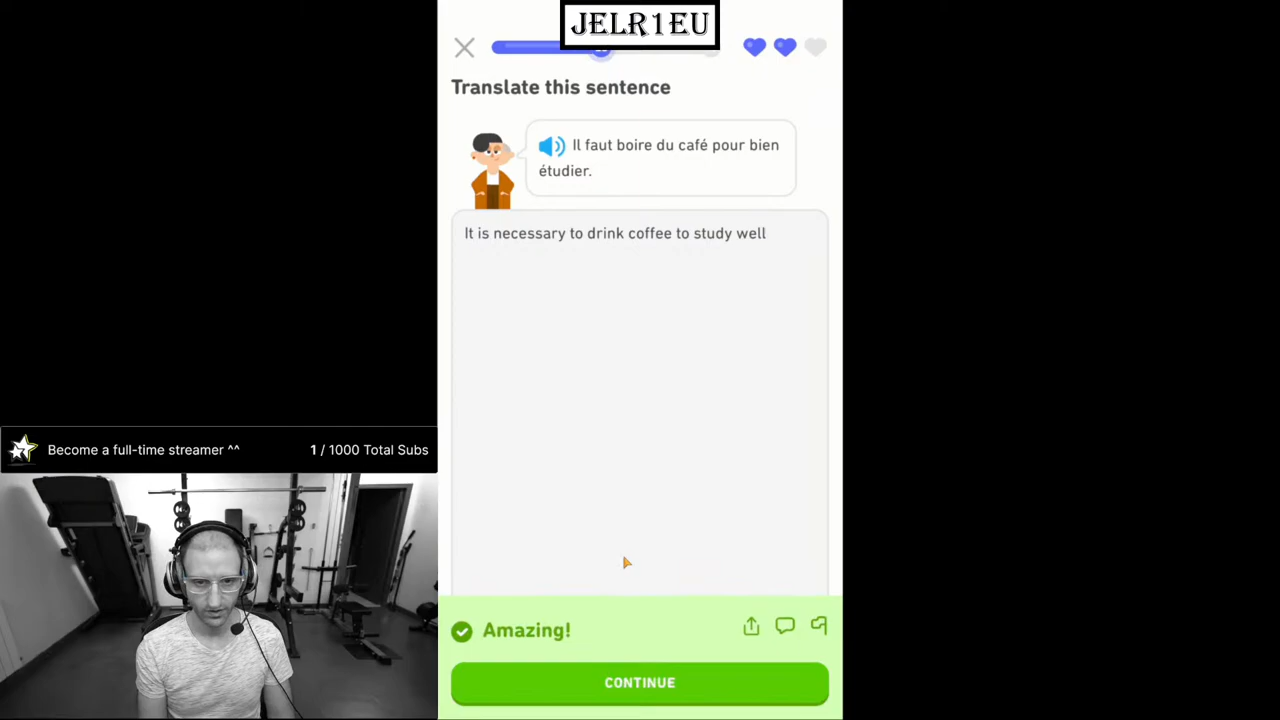 JELR1EU
Translate this sentence
Il faut boire du café pour bien
étudier.
It is necessary to drink coffee to study well
Become a full-time streamer ^^ 1 / 1000 Total Subs
Amazing!
CONTINUE